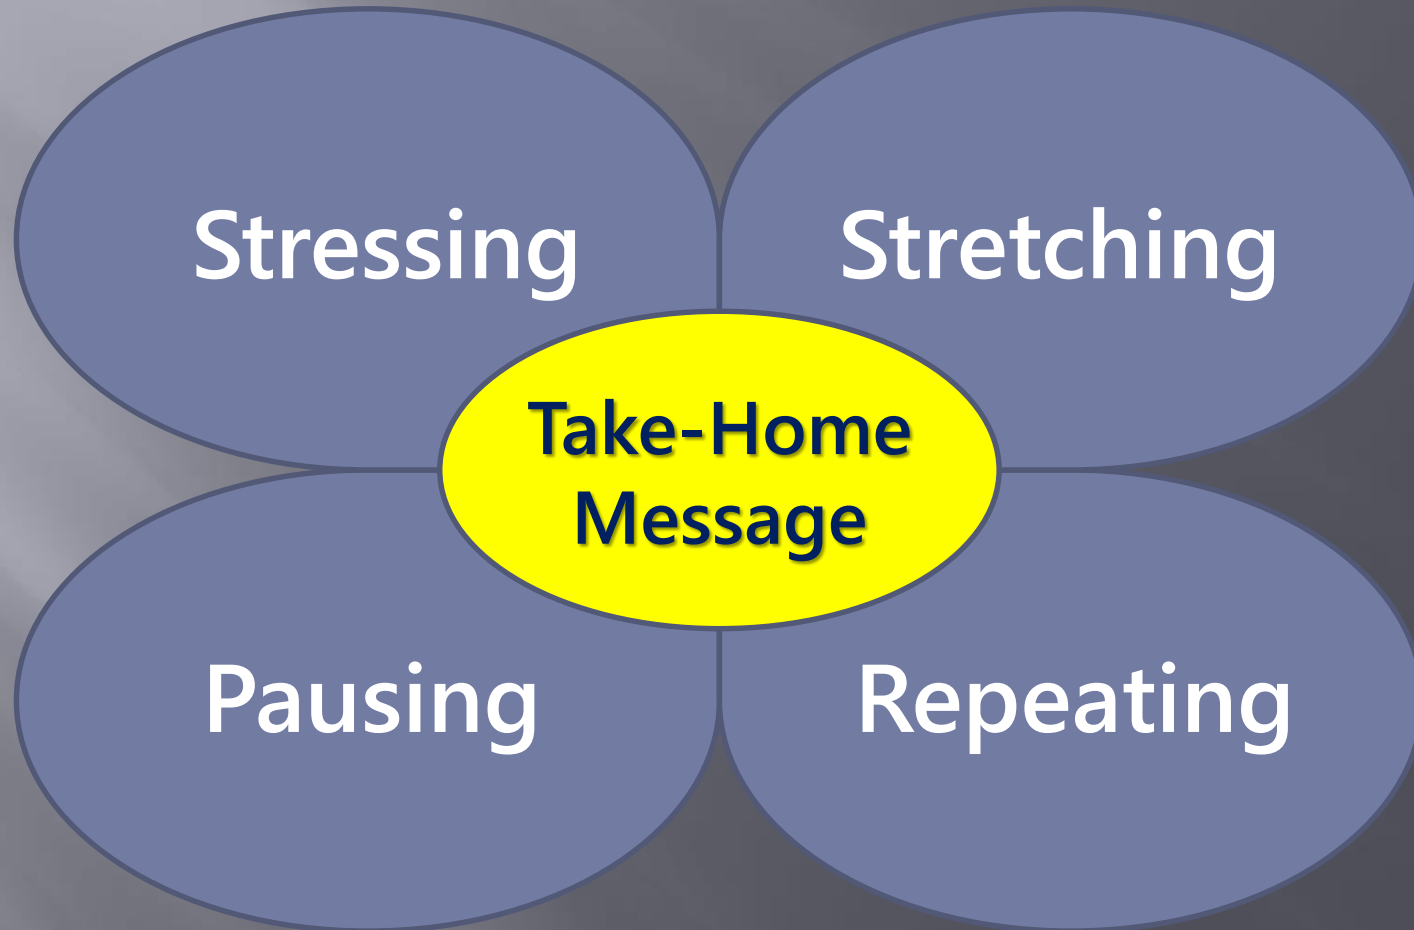 Stressing
Stretching
Take-Home
Message
Pausing
Repeating